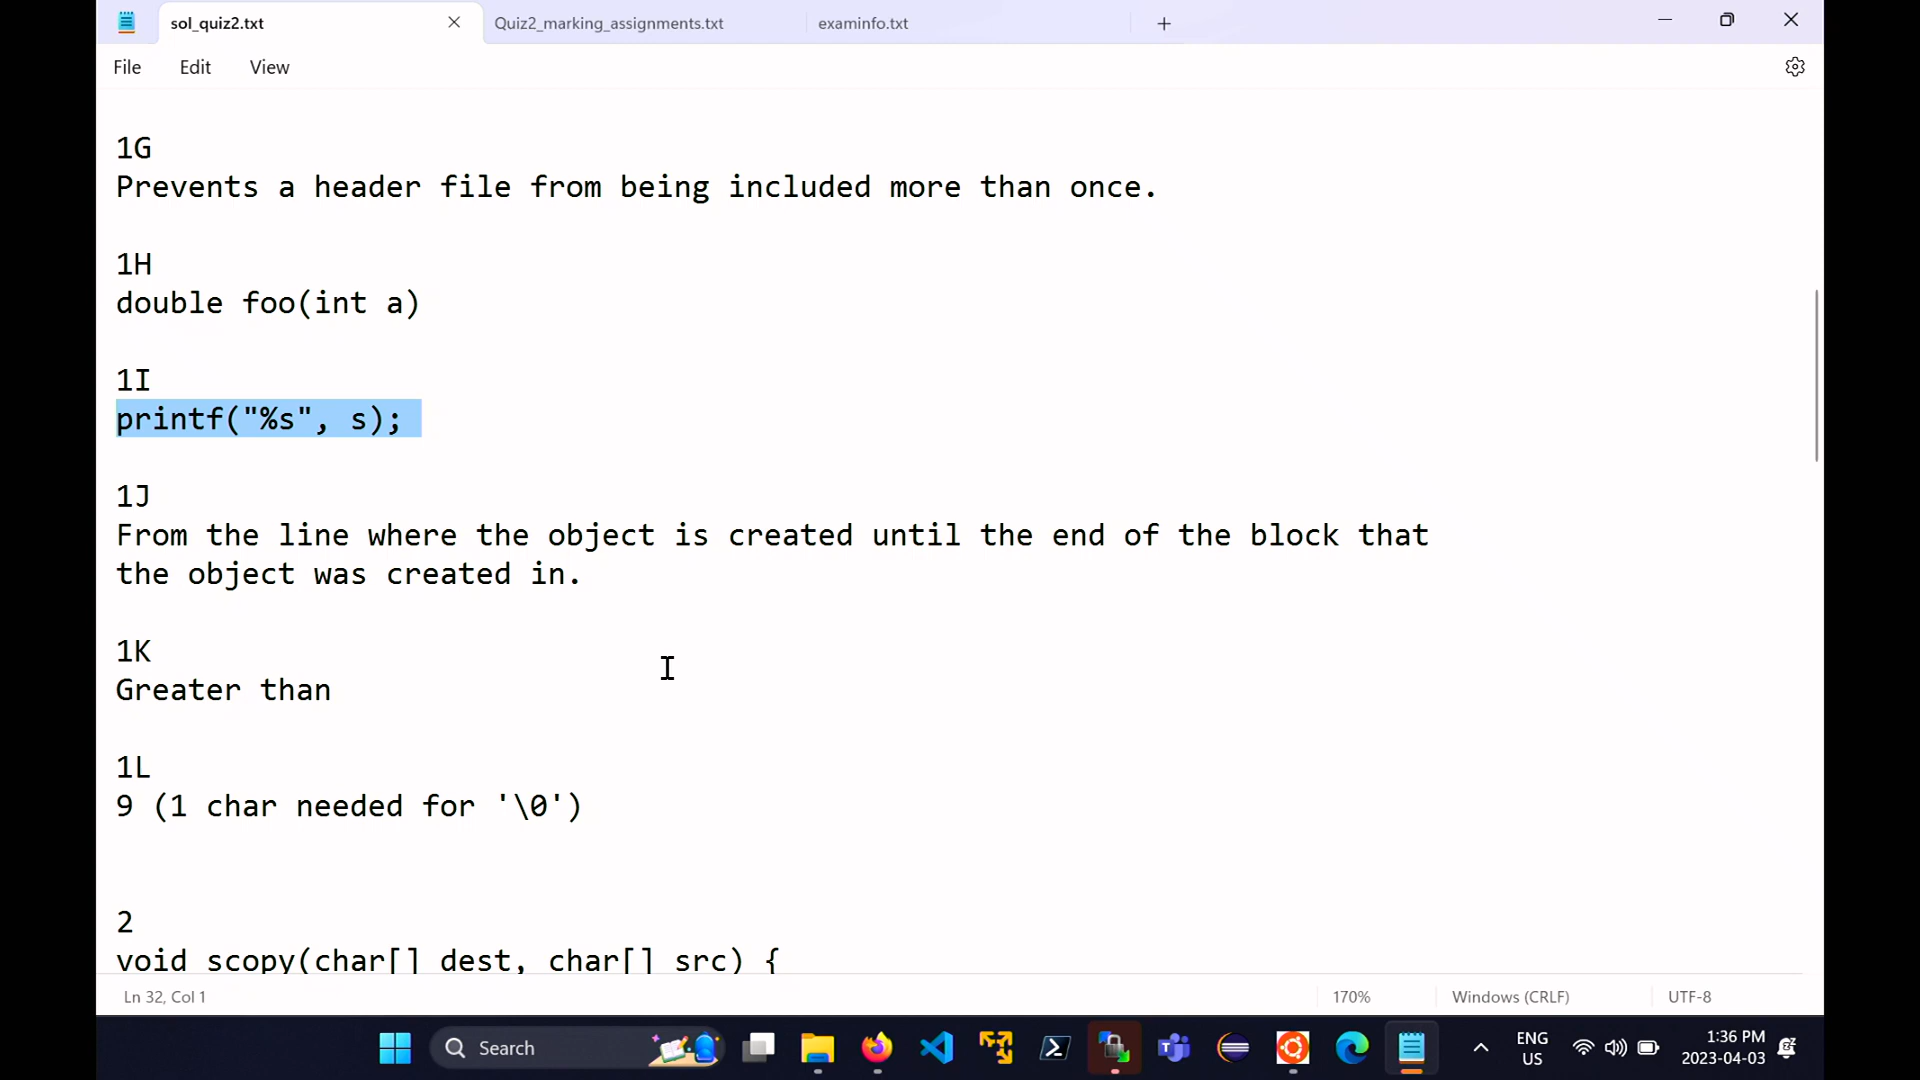 sol_quiz2.txt
Quiz2_marking_assignments.txt
examinfo.txt
File Edit View
1G
Prevents a header file from being included more than once.
1H
double foo(int a)
1I
printf("%s", s);
1J
From the line where the object is created until the end of the block that
the object was created in.
1K
Greater than
1L
9 (1 char needed for '\0')
2
void scopy(char[] dest, char[] src) {
Ln 32, Col 1
170%
Windows (CRLF)
UTF-8
Search
ENG
US
1:36 PM
2023-04-03